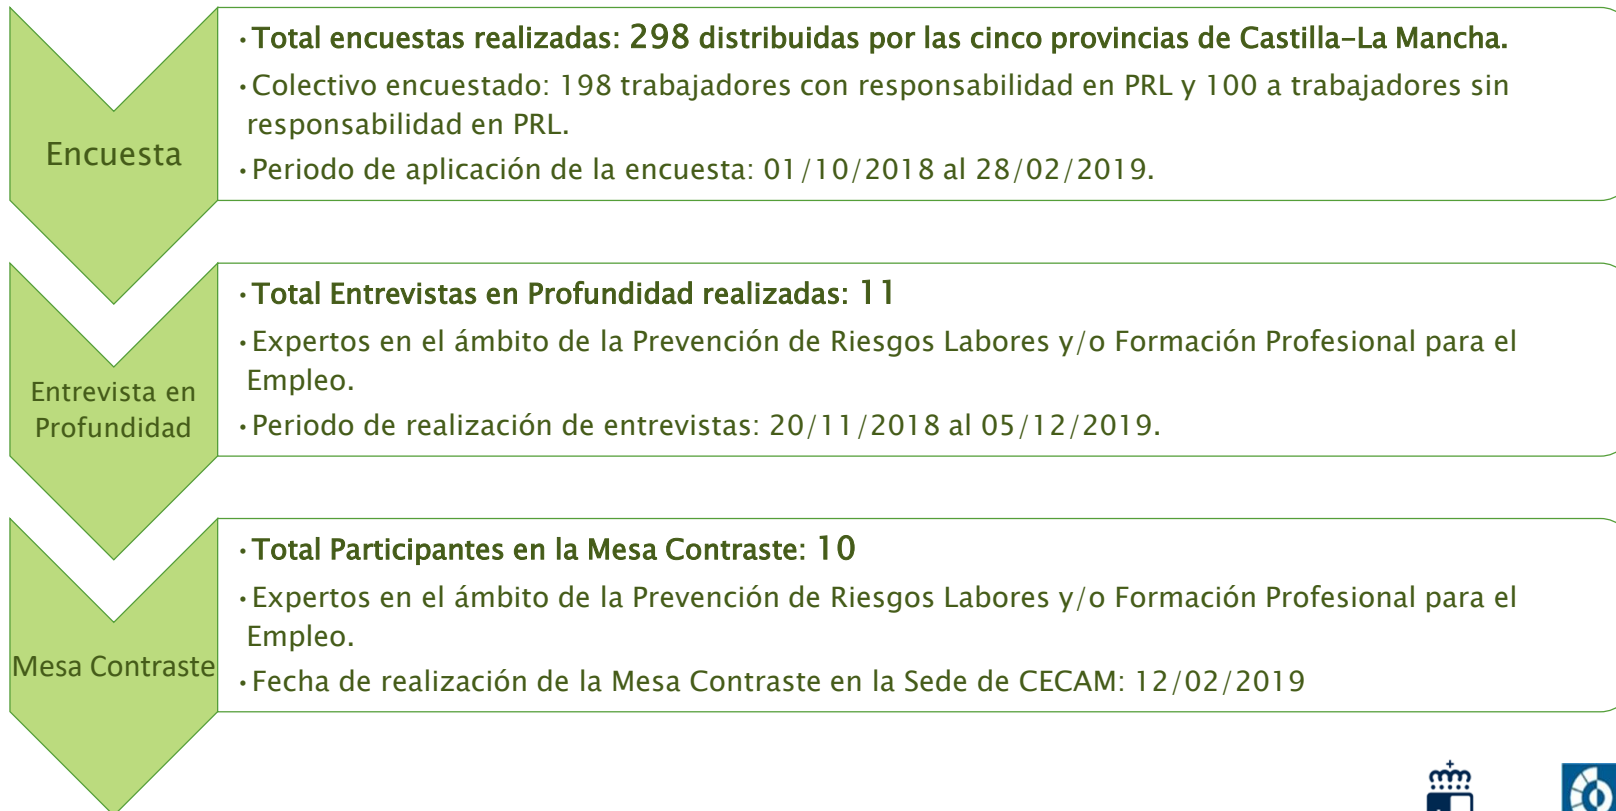 Encuesta
·Total encuestas realizadas: 298 distribuidas por las cinco provincias de Castilla-La Mancha.
·Colectivo encuestado: 198 trabajadores con responsabilidad en PRL y 100 a trabajadores sin
responsabilidad en PRL.
·Periodo de aplicación de la encuesta: 01/10/2018 al 28/02/2019.
Entrevista en
Profundidad
·Total Entrevistas en Profundidad realizadas: 11
·Expertos en el ámbito de la Prevención de Riesgos Labores y/o Formación Profesional para el
Empleo.
·Periodo de realización de entrevistas: 20/11/2018 al 05/12/2019.
Mesa Contraste
·Total Participantes en la Mesa Contraste: 10
·Expertos en el ámbito de la Prevención de Riesgos Labores y/o Formación Profesional para el
Empleo.
·Fecha de realización de la Mesa Contraste en la Sede de CECAM: 12/02/2019